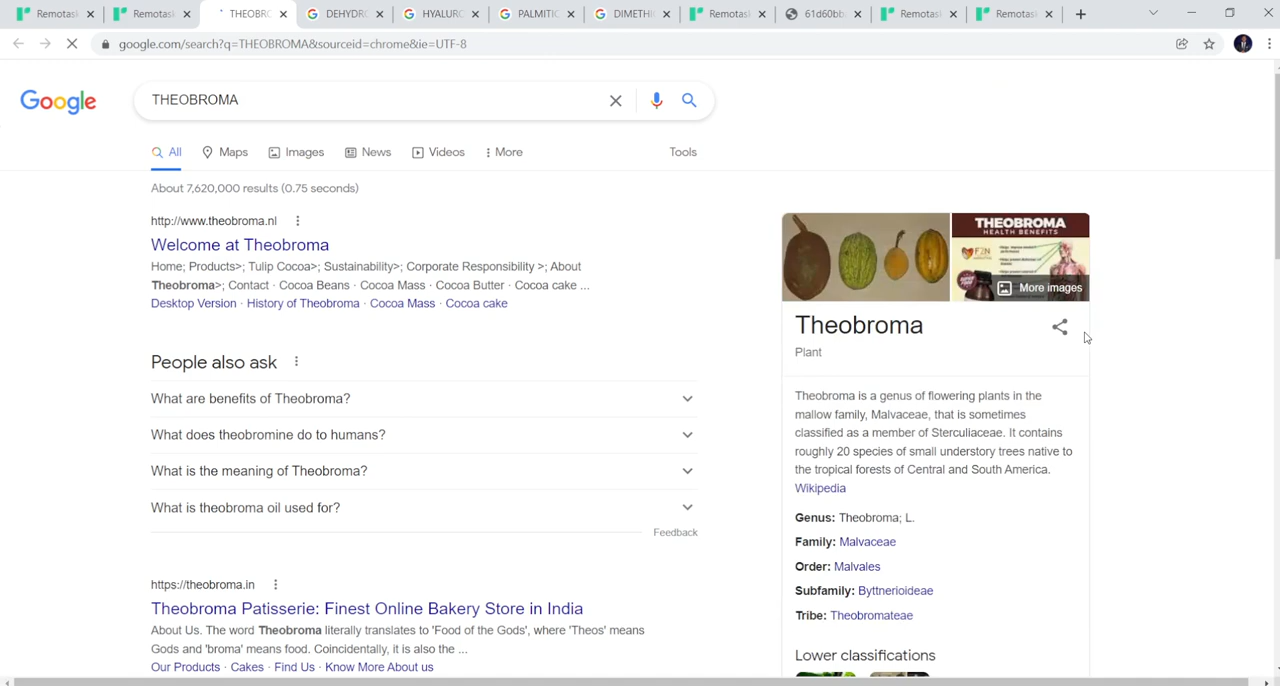 Remotas
Remotas
THEOBR
DEHYDR
HYALUR
PALMITI
DIMETHI
Remotas
61d60bb
Remotas
Remotas
google.com/search?q=THEOBROMA&sourceid=chrome&ie=UTF-8
Google
THEOBROMA
All
Maps
Images
News
Videos
More
Tools
About 7,620,000 results (0.75 seconds)
http://www.theobroma.nl
Welcome at Theobroma
Home; Products>; Tulip Cocoa>; Sustainability>; Corporate Responsibility >; About
Theobroma>; Contact · Cocoa Beans · Cocoa Mass · Cocoa Butter · Cocoa cake ...
Desktop Version · History of Theobroma · Cocoa Mass · Cocoa cake
People also ask
What are benefits of Theobroma?
What does theobromine do to humans?
What is the meaning of Theobroma?
What is theobroma oil used for?
Feedback
https://theobroma.in
Theobroma Patisserie: Finest Online Bakery Store in India
About Us. The word Theobroma literally translates to 'Food of the Gods', where 'Theos' means
Gods and 'broma' means food. Coincidentally, it is also the ...
Our Products · Cakes · Find Us · Know More About us
THEOBROMA
HEALTH BENEFITS
More images
Theobroma
Plant
Theobroma is a genus of flowering plants in the
mallow family, Malvaceae, that is sometimes
classified as a member of Sterculiaceae. It contains
roughly 20 species of small understory trees native to
the tropical forests of Central and South America.
Wikipedia
Genus: Theobroma; L.
Family: Malvaceae
Order: Malvales
Subfamily: Byttnerioideae
Tribe: Theobromateae
Lower classifications